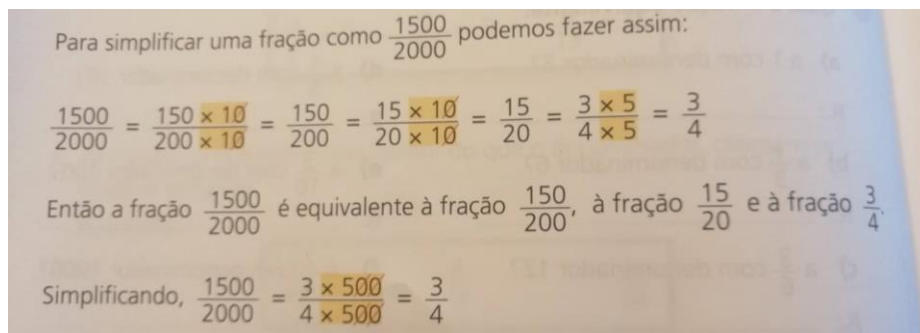 Para simplificar uma fração como 1500/2000 podemos fazer assim:
1500/2000 = 150 × 10/200 × 10 = 150/200 = 15 × 10/20 × 10 = 15/20 = 3 × 5/4 × 5 = 3/4
Então a fração 1500/2000 é equivalente à fração 150/200, à fração 15/20 e à fração 3/4.
Simplificando, 1500/2000 = 3 × 500/4 × 500 = 3/4